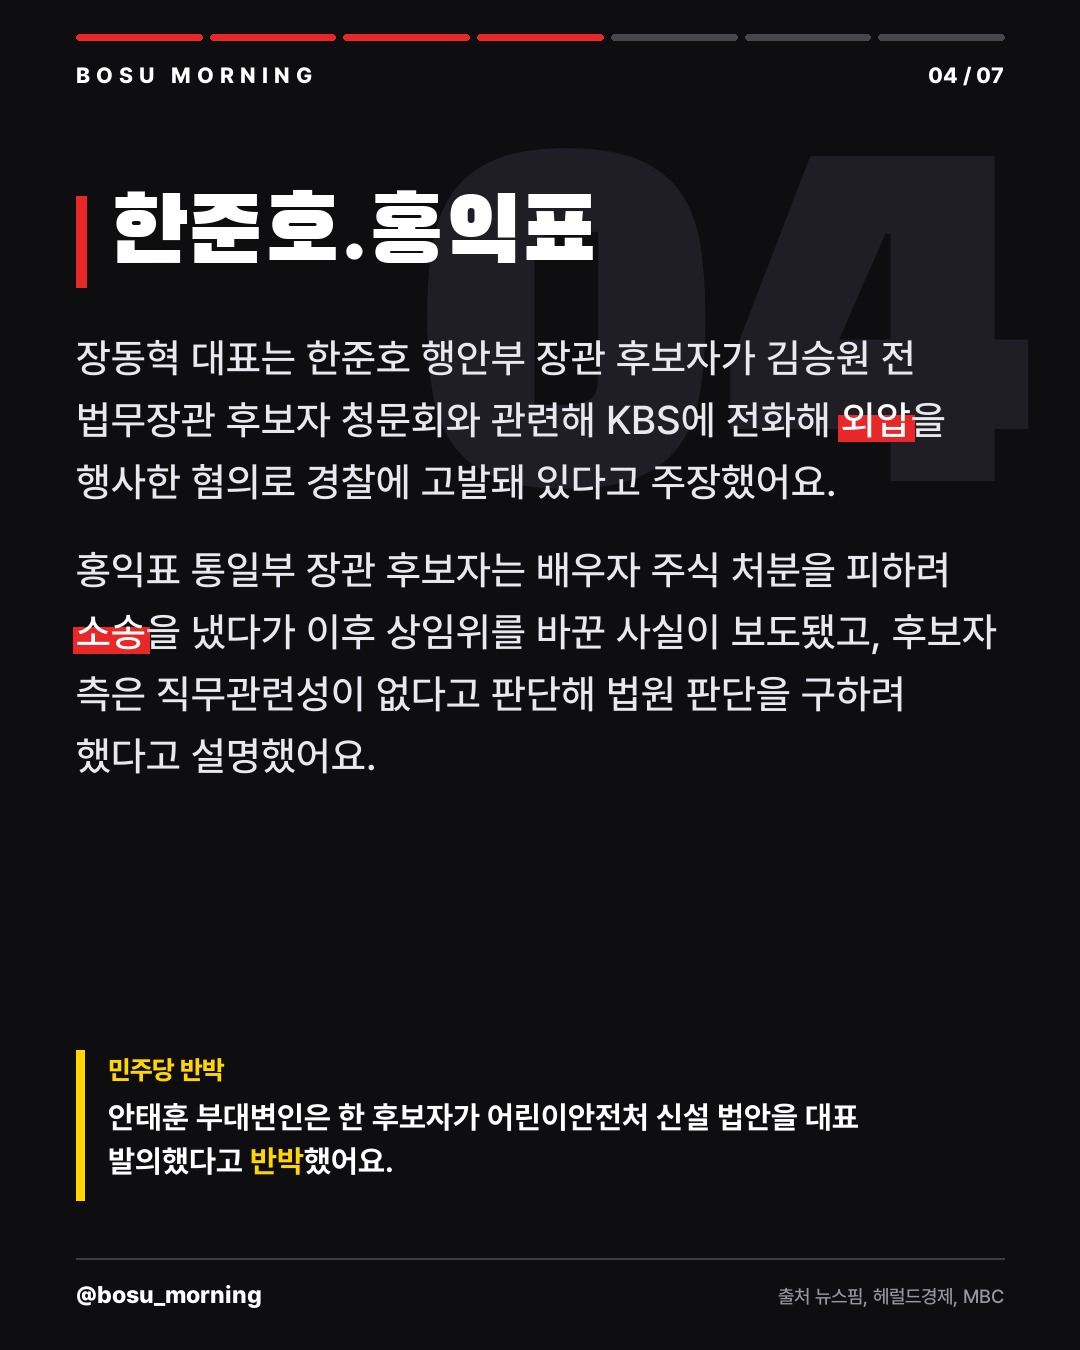 BOSU MORNING
04 / 07
04
한준호.홍익표
장동혁 대표는 한준호 행안부 장관 후보자가 김승원 전
법무장관 후보자 청문회와 관련해 KBS에 전화해 외압을
행사한 혐의로 경찰에 고발돼 있다고 주장했어요.
홍익표 통일부 장관 후보자는 배우자 주식 처분을 피하려
소송을 냈다가 이후 상임위를 바꾼 사실이 보도됐고, 후보자
측은 직무관련성이 없다고 판단해 법원 판단을 구하려
했다고 설명했어요.
민주당 반박
안태훈 부대변인은 한 후보자가 어린이안전처 신설 법안을 대표
발의했다고 반박했어요.
@bosu_morning
출처 뉴스핌, 헤럴드경제, MBC